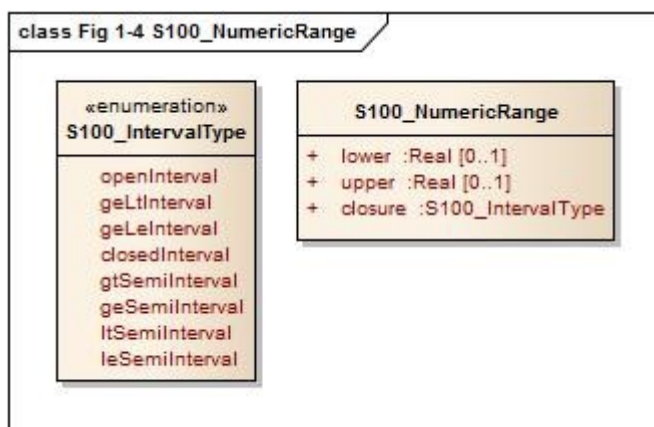 class Fig 1-4 S100_NumericRange
«enumeration»
S100_IntervalType
openInterval
geLtInterval
geLeInterval
closedInterval
gtSemiInterval
geSemiInterval
ltSemiInterval
leSemiInterval
S100_NumericRange
+ lower :Real [0..1]
+ upper :Real [0..1]
+ closure :S100_IntervalType